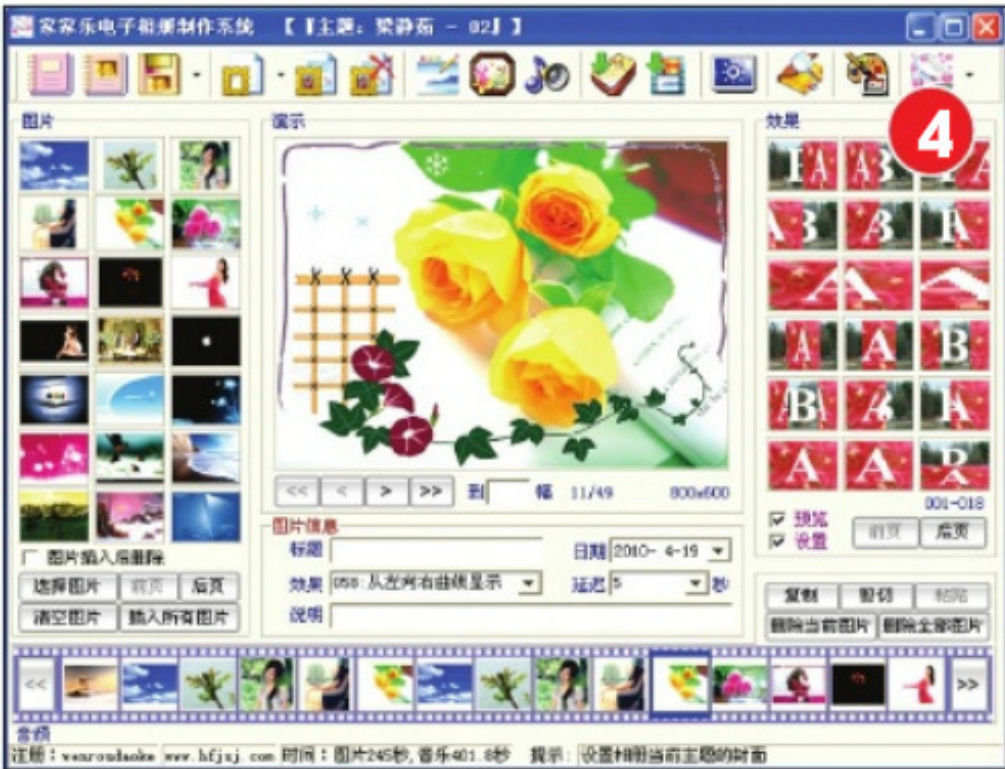 家家乐电子相册制作系统 【『主题：梁静茹 - 02』】
图片
演示
效果
4
001-018
<< < > >> 到 幅 11/49 800x600
预览
设置
前页 后页
图片信息
标题 日期 2010- 4-19
效果 058:从左向右曲线显示 延迟 5 秒
说明
图片插入后删除
选择图片 前页 后页
清空图片 插入所有图片
复制 剪切 粘贴
删除当前图片 删除全部图片
<< >>
音频
注册：wenroudaoke www.hfjsj.com 时间：图片245秒,音乐401.8秒 提示：设置相册当前主题的封面